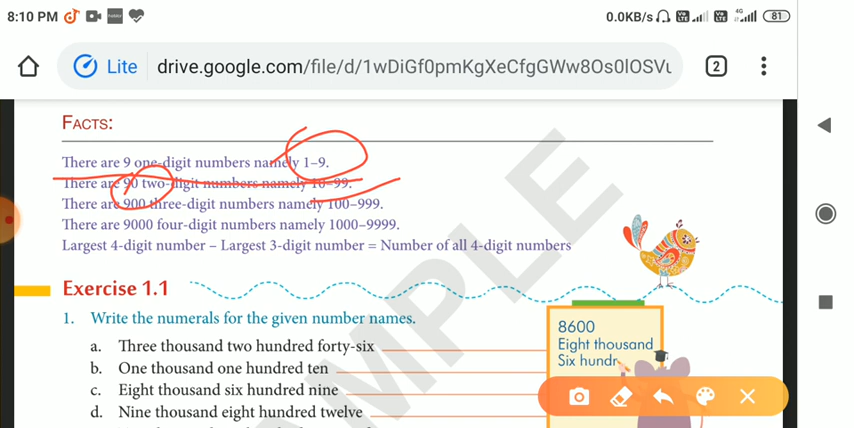 8:10 PM
0.0KB/s
4G
81
Lite
drive.google.com/file/d/1wDiGf0pmKgXeCfgGWw8Os0lOSVu
2
FACTS:
There are 9 one-digit numbers namely 1–9.
There are 90 two-digit numbers namely 10–99.
There are 900 three-digit numbers namely 100–999.
There are 9000 four-digit numbers namely 1000–9999.
Largest 4-digit number – Largest 3-digit number = Number of all 4-digit numbers
Exercise 1.1
1. Write the numerals for the given number names.
a. Three thousand two hundred forty-six
b. One thousand one hundred ten
c. Eight thousand six hundred nine
d. Nine thousand eight hundred twelve
8600
Eight thousand
Six hundr
SAMPLE